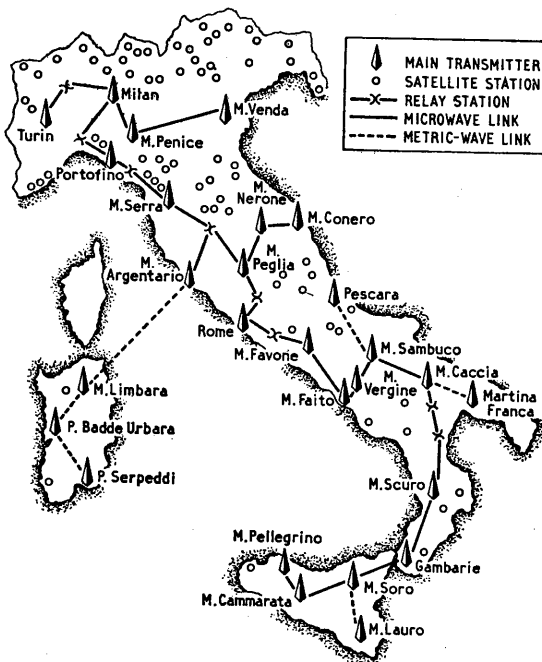 MAIN TRANSMITTER
SATELLITE STATION
RELAY STATION
MICROWAVE LINK
METRIC-WAVE LINK
Milan
M.Venda
Turin
M.Penice
Portofino
M.Serra
M.
Nerone
M. Conero
M.
Argentario
M.
Peglia
Pescara
Rome
M.Favone
M.Sambuco
M.Caccia
M.Limbara
M.Faito
M.
Vergine
Martina
Franca
P. Badde Urbara
P. Serpeddi
M.Scuro
M.Pellegrino
Gambarie
M.Cammarata
M.Soro
M.Lauro